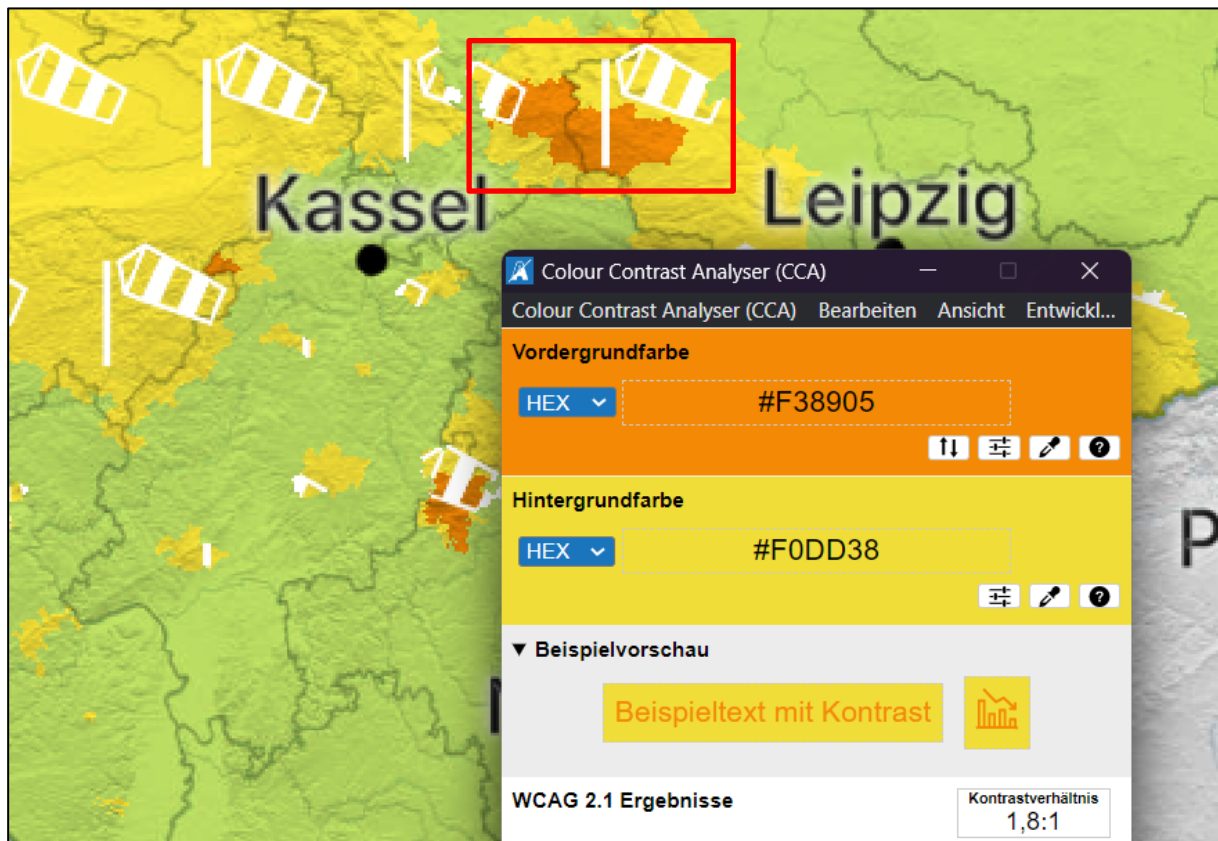 Kassel
Leipzig
Colour Contrast Analyser (CCA)
Colour Contrast Analyser (CCA) Bearbeiten Ansicht Entwickl...
Vordergrundfarbe
HEX
#F38905
Hintergrundfarbe
HEX
#F0DD38
▼ Beispielvorschau
Beispieltext mit Kontrast
WCAG 2.1 Ergebnisse
Kontrastverhältnis
1,8:1
P